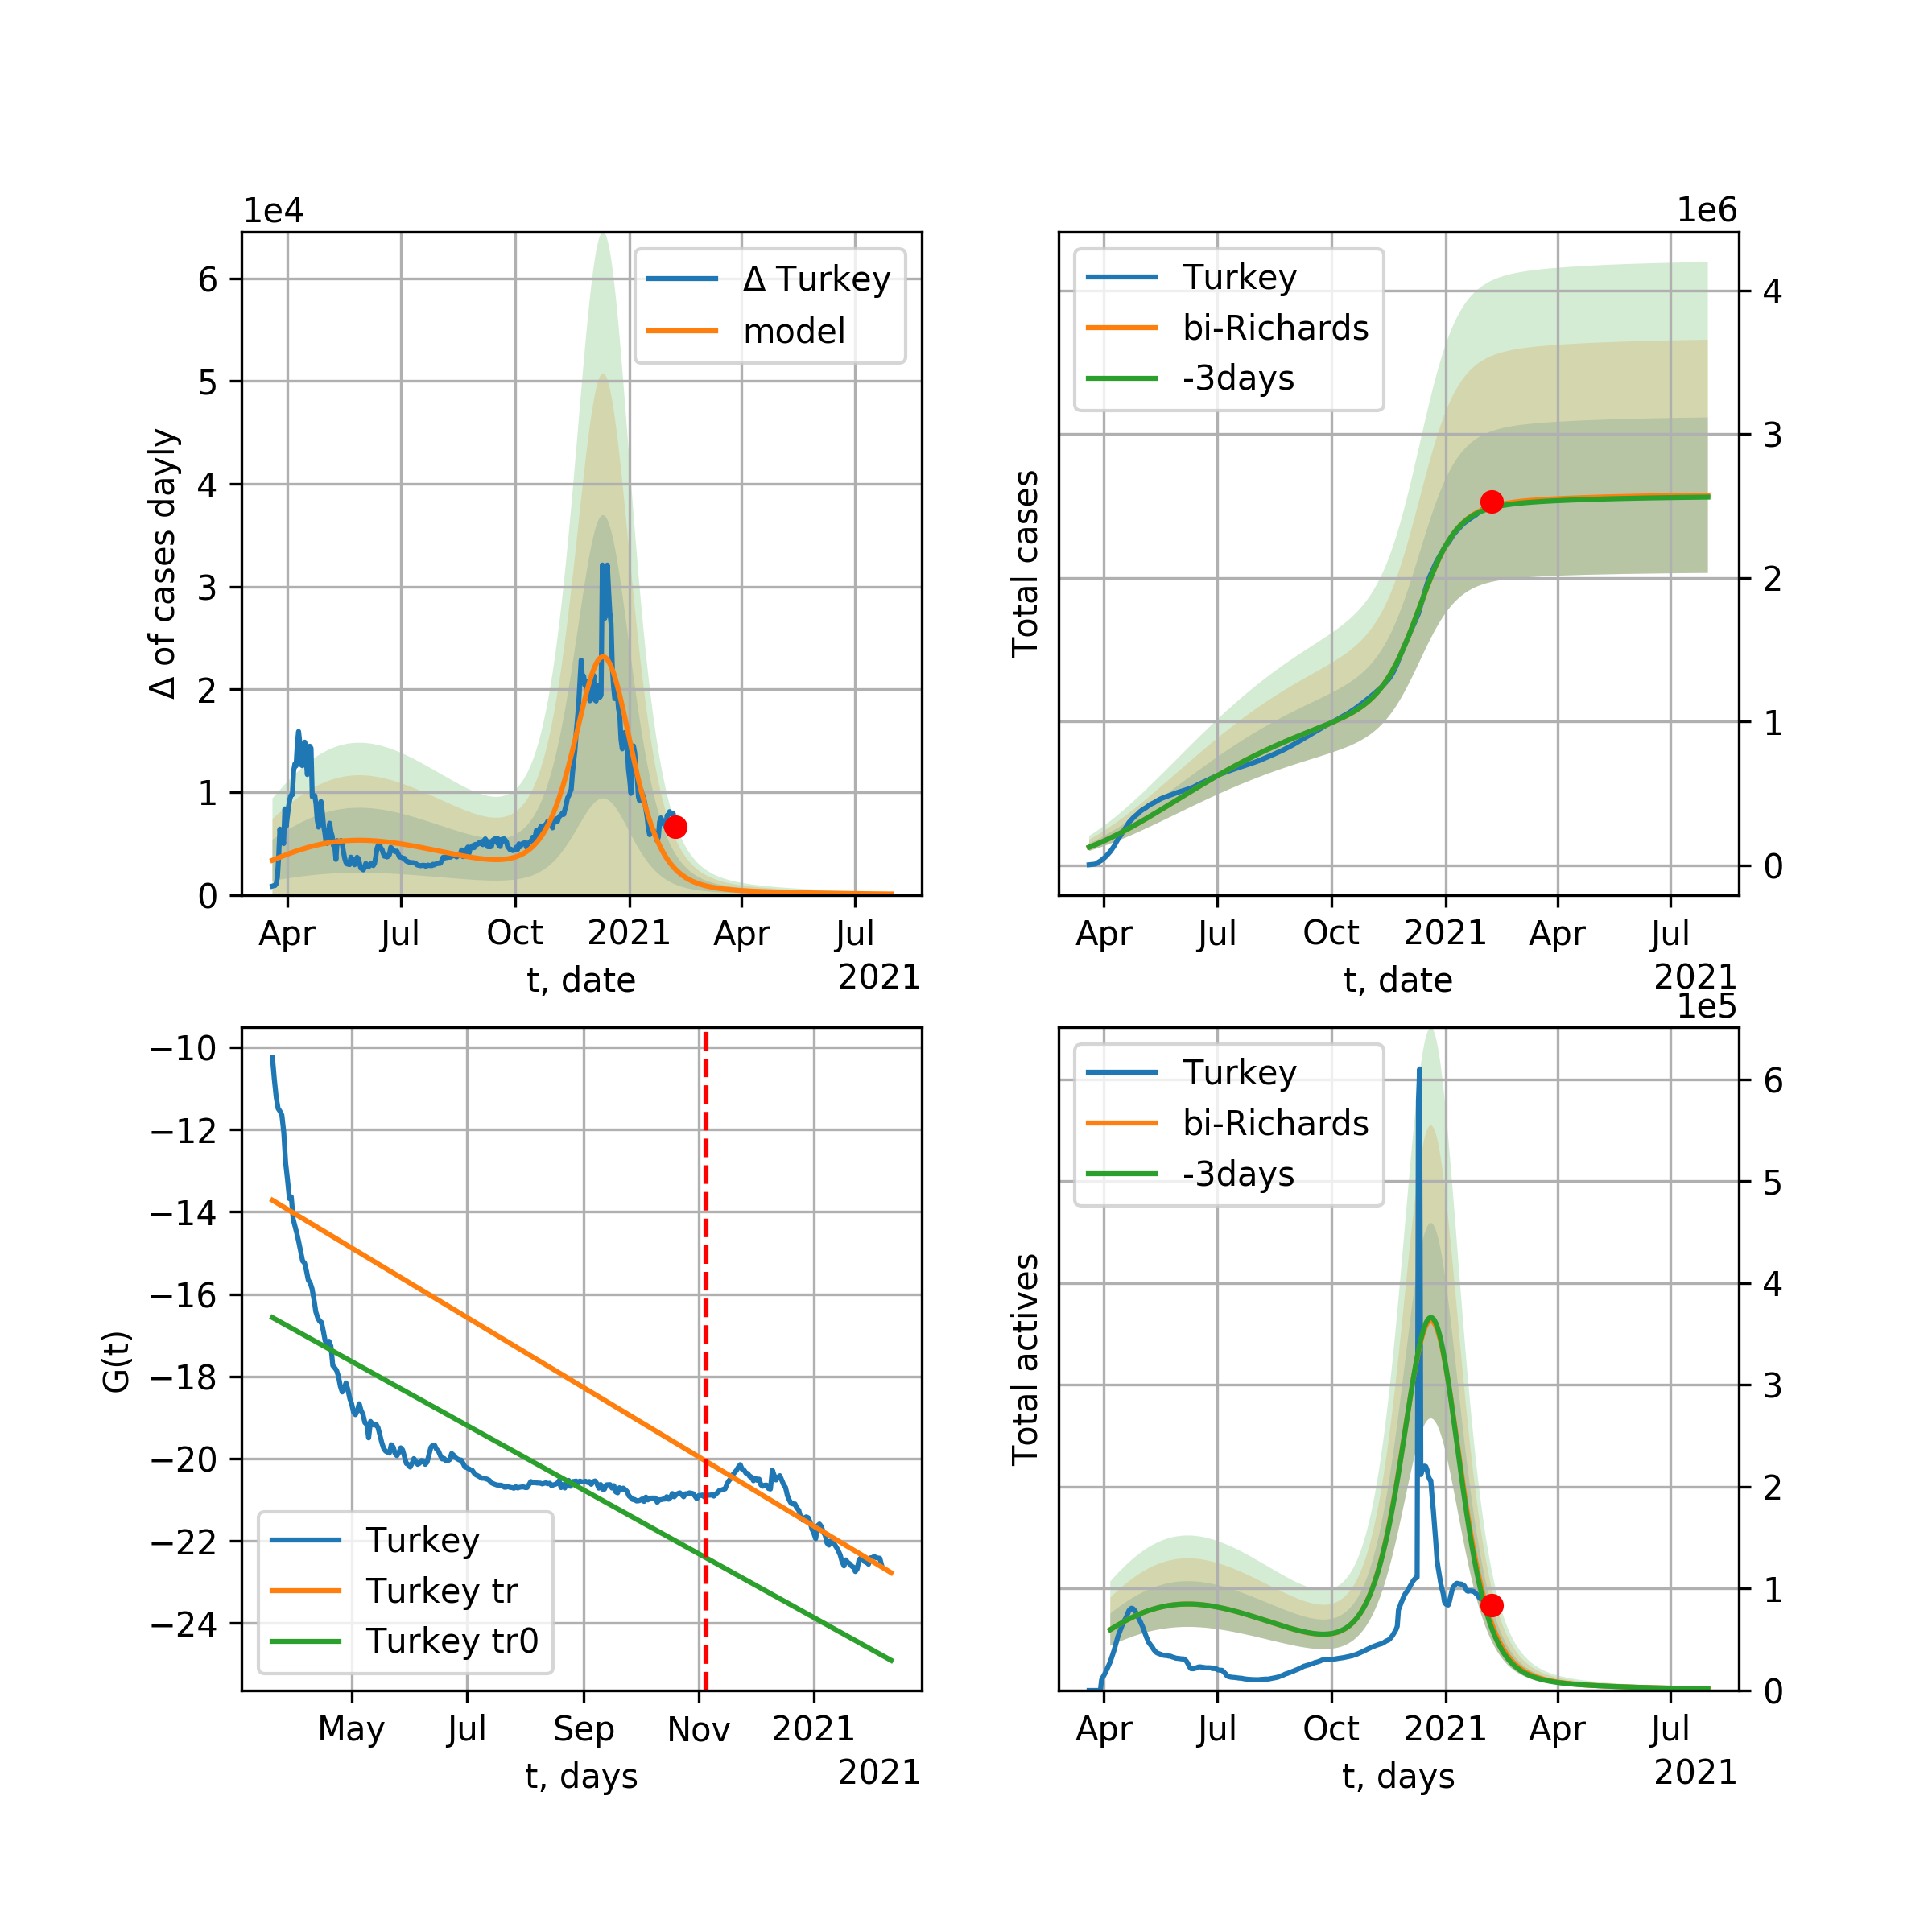 1e4
6
5
4
3
2
1
0
Δ of cases dayly
Δ Turkey
model
Apr Jul Oct 2021 Apr Jul
t, date
2021
1e6
Turkey
bi-Richards
-3days
Total cases
4
3
2
1
0
Apr Jul Oct 2021 Apr Jul
t, date
2021
−10
−12
−14
−16
−18
−20
−22
−24
G(t)
Turkey
Turkey tr
Turkey tr0
May Jul Sep Nov 2021
t, days
2021
1e5
Turkey
bi-Richards
-3days
Total actives
6
5
4
3
2
1
0
Apr Jul Oct 2021 Apr Jul
t, days
2021